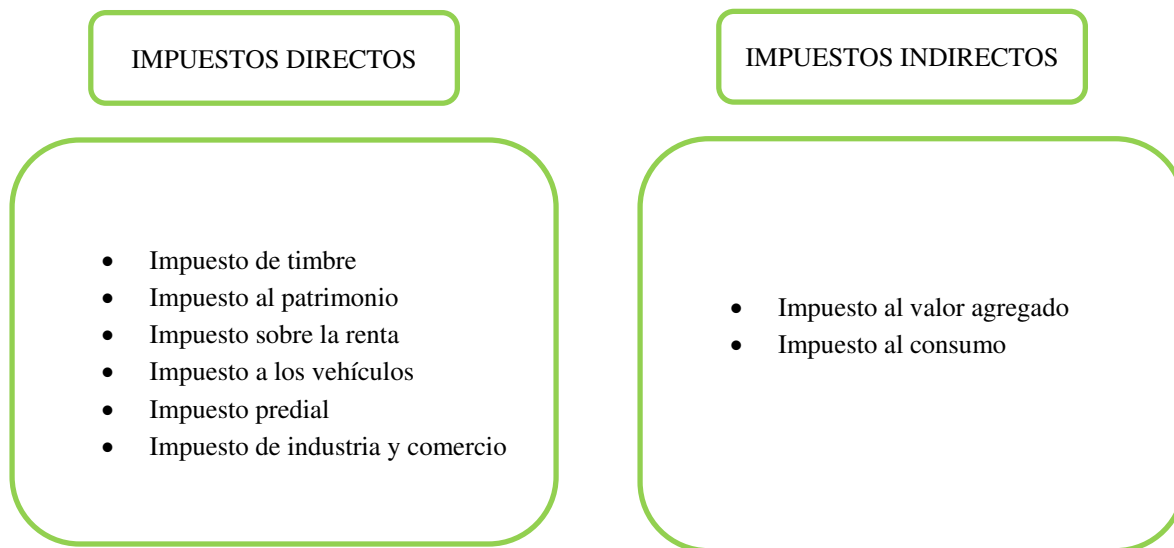 IMPUESTOS DIRECTOS
• Impuesto de timbre
• Impuesto al patrimonio
• Impuesto sobre la renta
• Impuesto a los vehículos
• Impuesto predial
• Impuesto de industria y comercio
IMPUESTOS INDIRECTOS
• Impuesto al valor agregado
• Impuesto al consumo